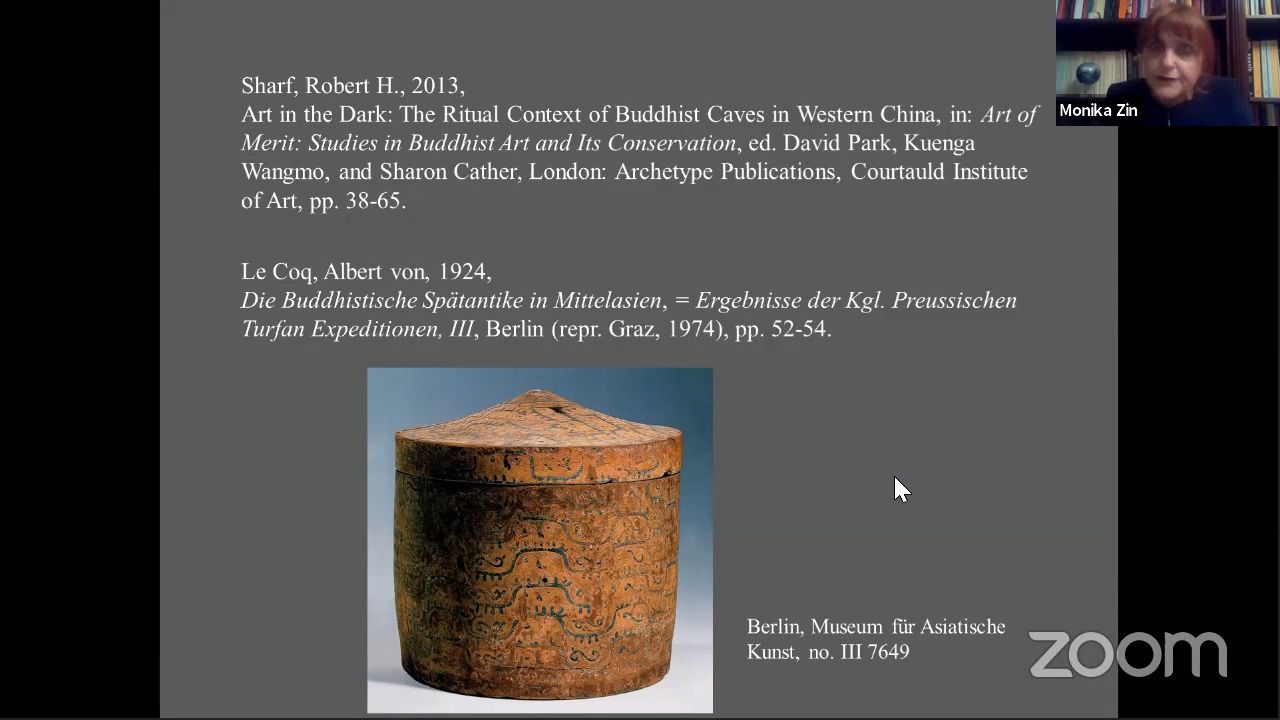 Sharf, Robert H., 2013,
Art in the Dark: The Ritual Context of Buddhist Caves in Western China, in: Art of
Merit: Studies in Buddhist Art and Its Conservation, ed. David Park, Kuenga
Wangmo, and Sharon Cather, London: Archetype Publications, Courtauld Institute
of Art, pp. 38-65.
Le Coq, Albert von, 1924,
Die Buddhistische Spätantike in Mittelasien, = Ergebnisse der Kgl. Preussischen
Turfan Expeditionen, III, Berlin (repr. Graz, 1974), pp. 52-54.
Berlin, Museum für Asiatische
Kunst, no. III 7649
Monika Zin
zoom